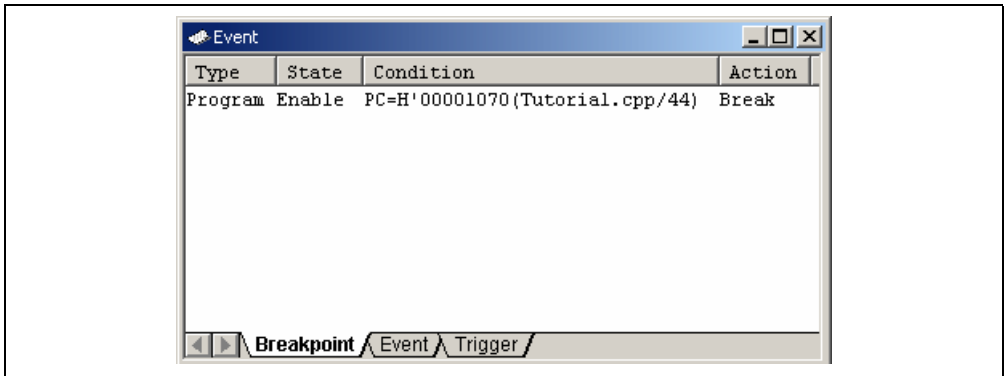 Event
Type State Condition Action
Program Enable PC=H'00001070(Tutorial.cpp/44) Break
Breakpoint Event Trigger